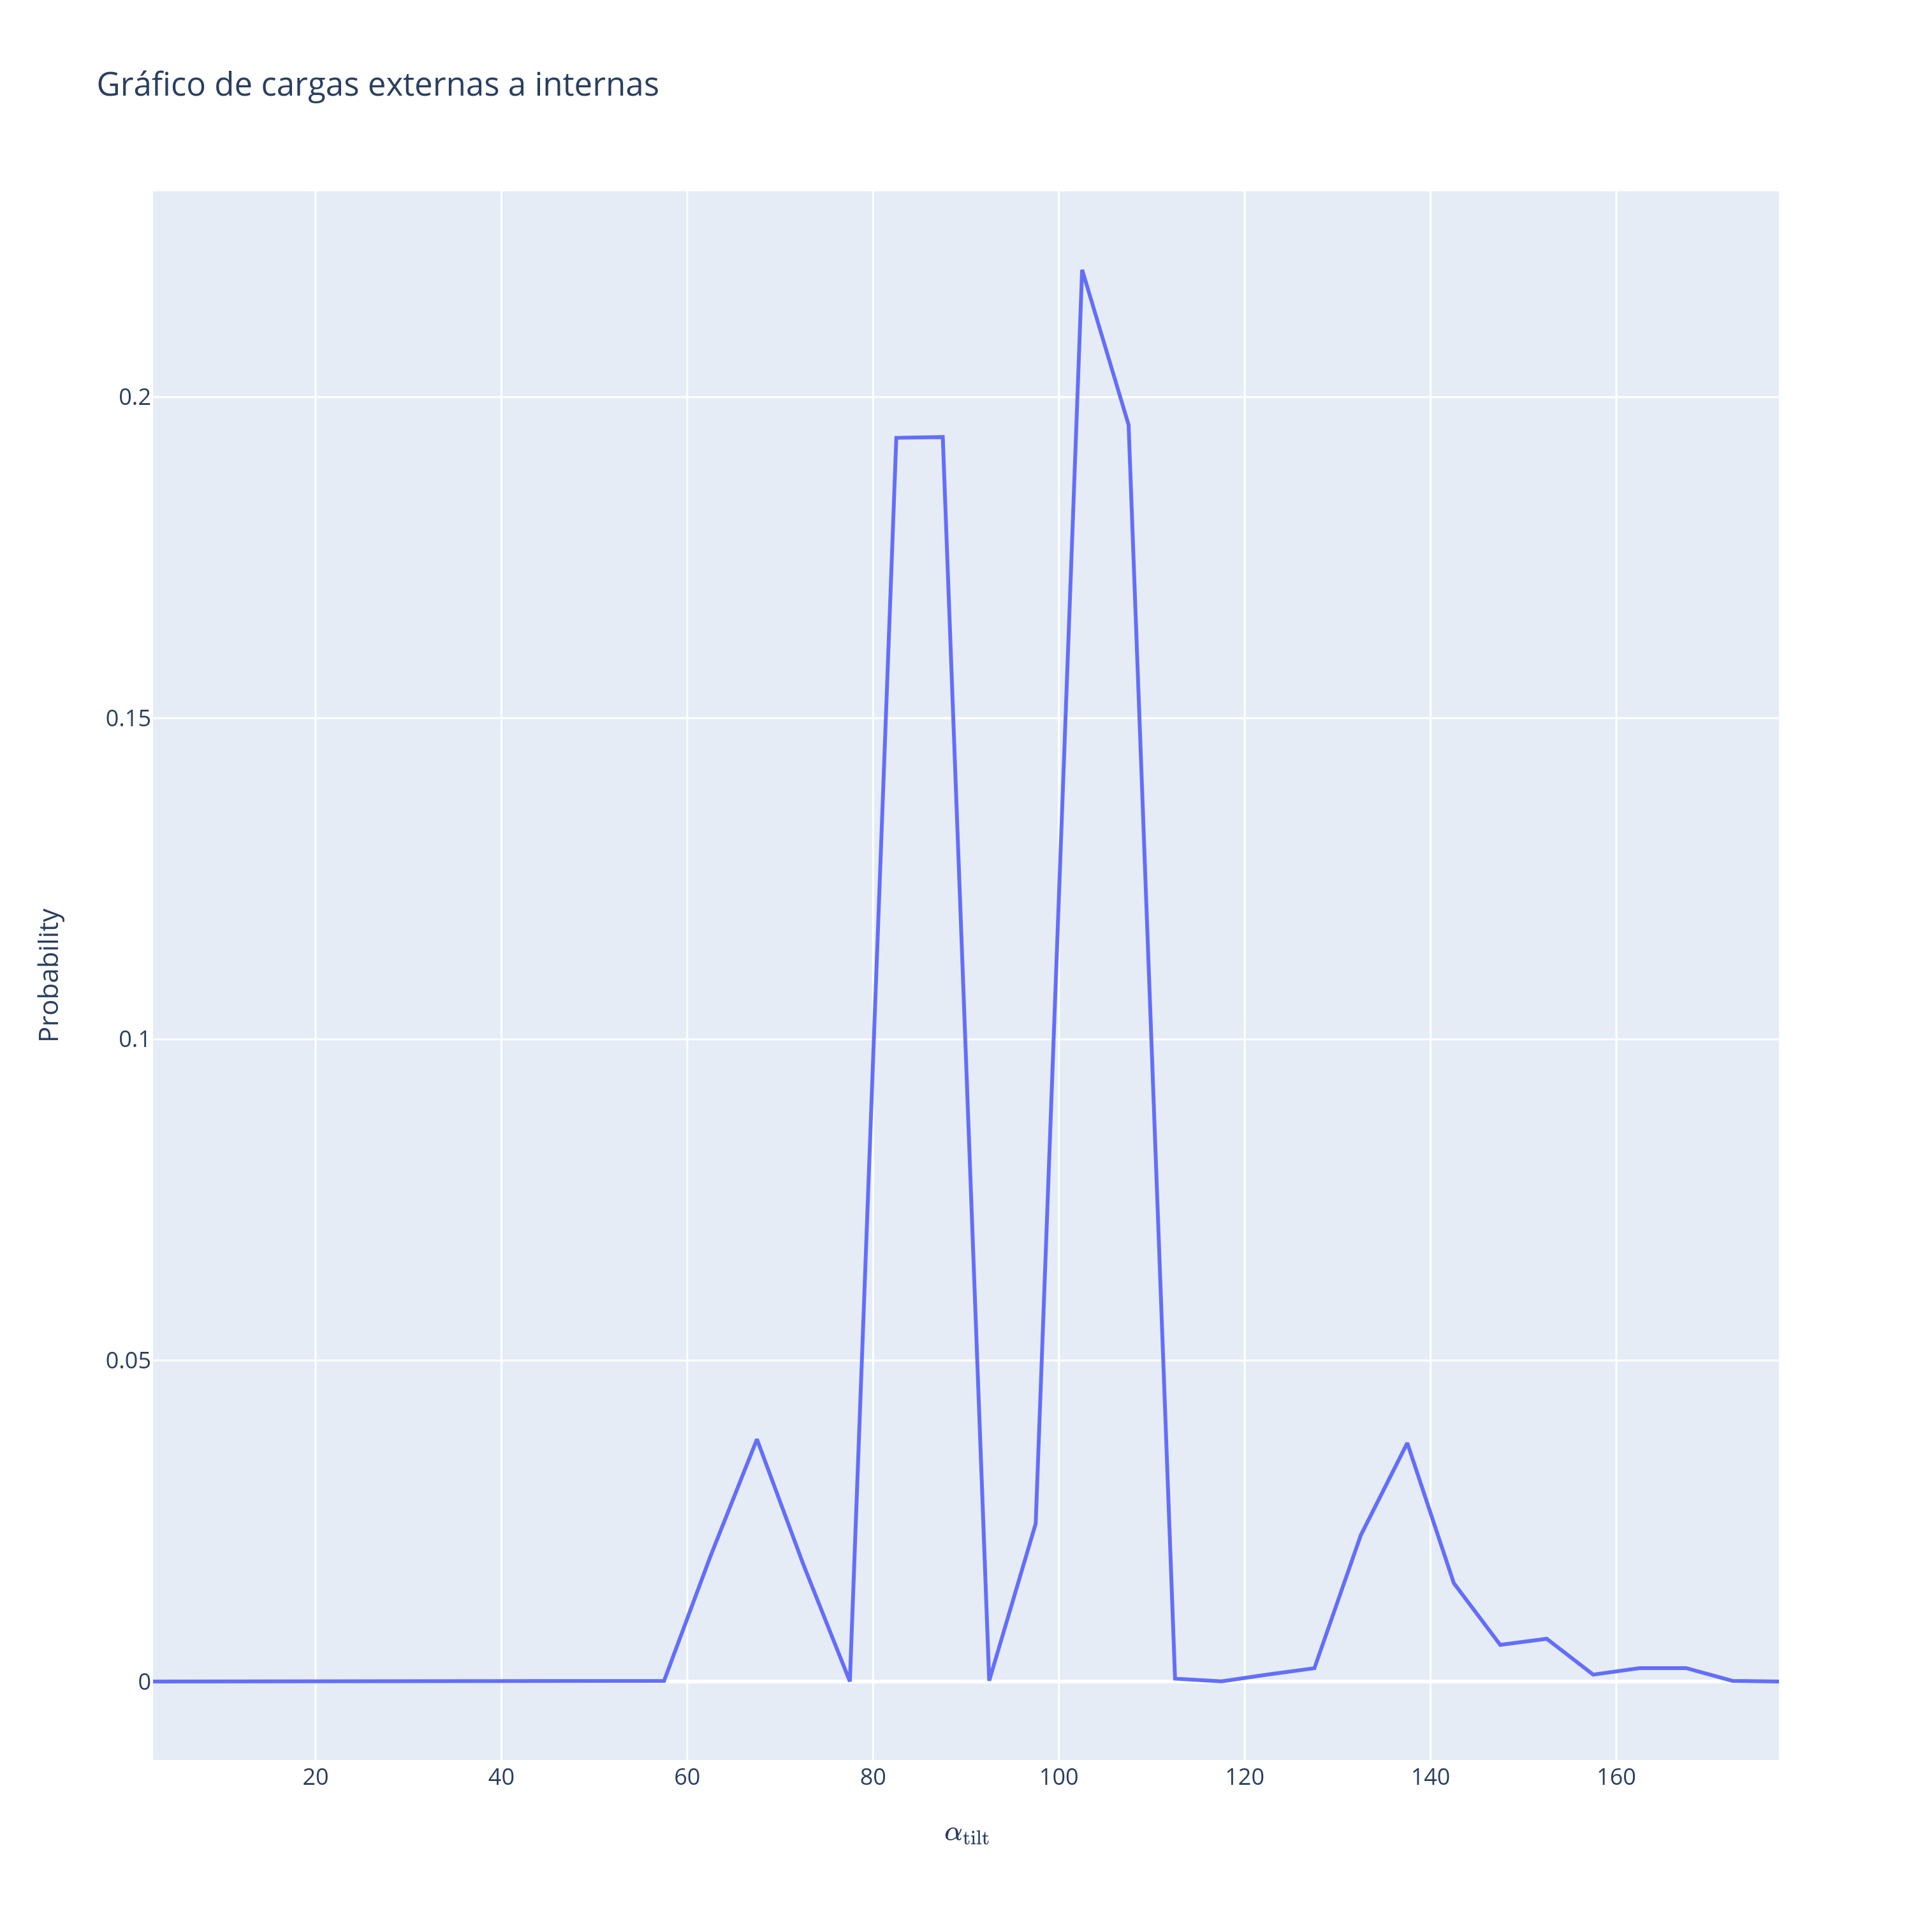 Gráfico de cargas externas a internas
0.2
0.15
0.1
0.05
0
Probability
20 40 60 80 100 120 140 160
α_tilt